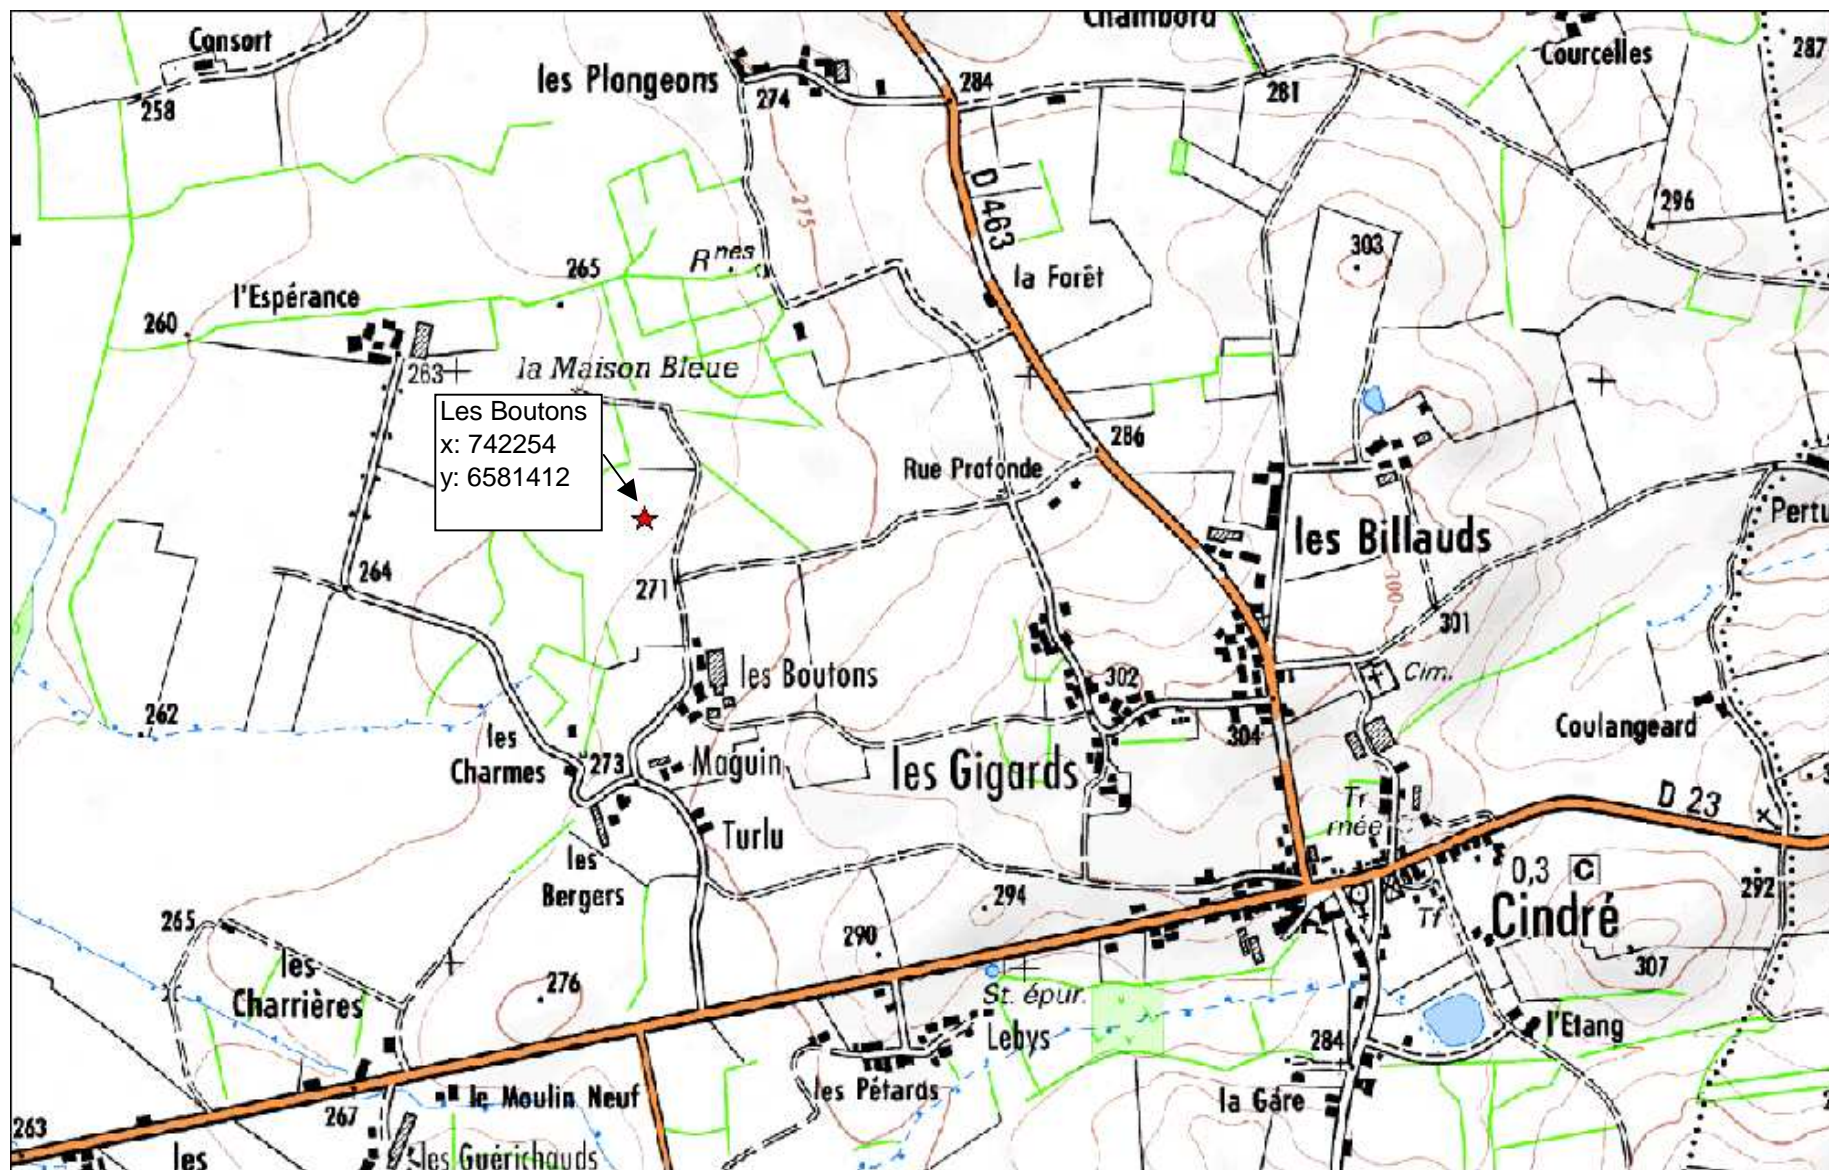 Consort
258
les Plongeons
274
284
Chambord
281
Courcelles
287
D 463
275
296
303
R nes
265
la Forêt
l'Espérance
260
263
la Maison Bleue
Les Boutons
x: 742254
y: 6581412
286
Rue Profonde
les Billauds
Pertu
264
271
300
301
302
Cim.
les Boutons
262
Coulangeard
304
les
Charmes
273
Maguin
les Gigards
D 23
Turlu
les
Bergers
0,3 C
Cindré
292
294
Tf
265
290
307
les
Charrières
276
St. épur.
Lebys
l'Etang
284
les Pétaras
la Gare
le Moulin Neuf
267
263
les
les Guérichauds